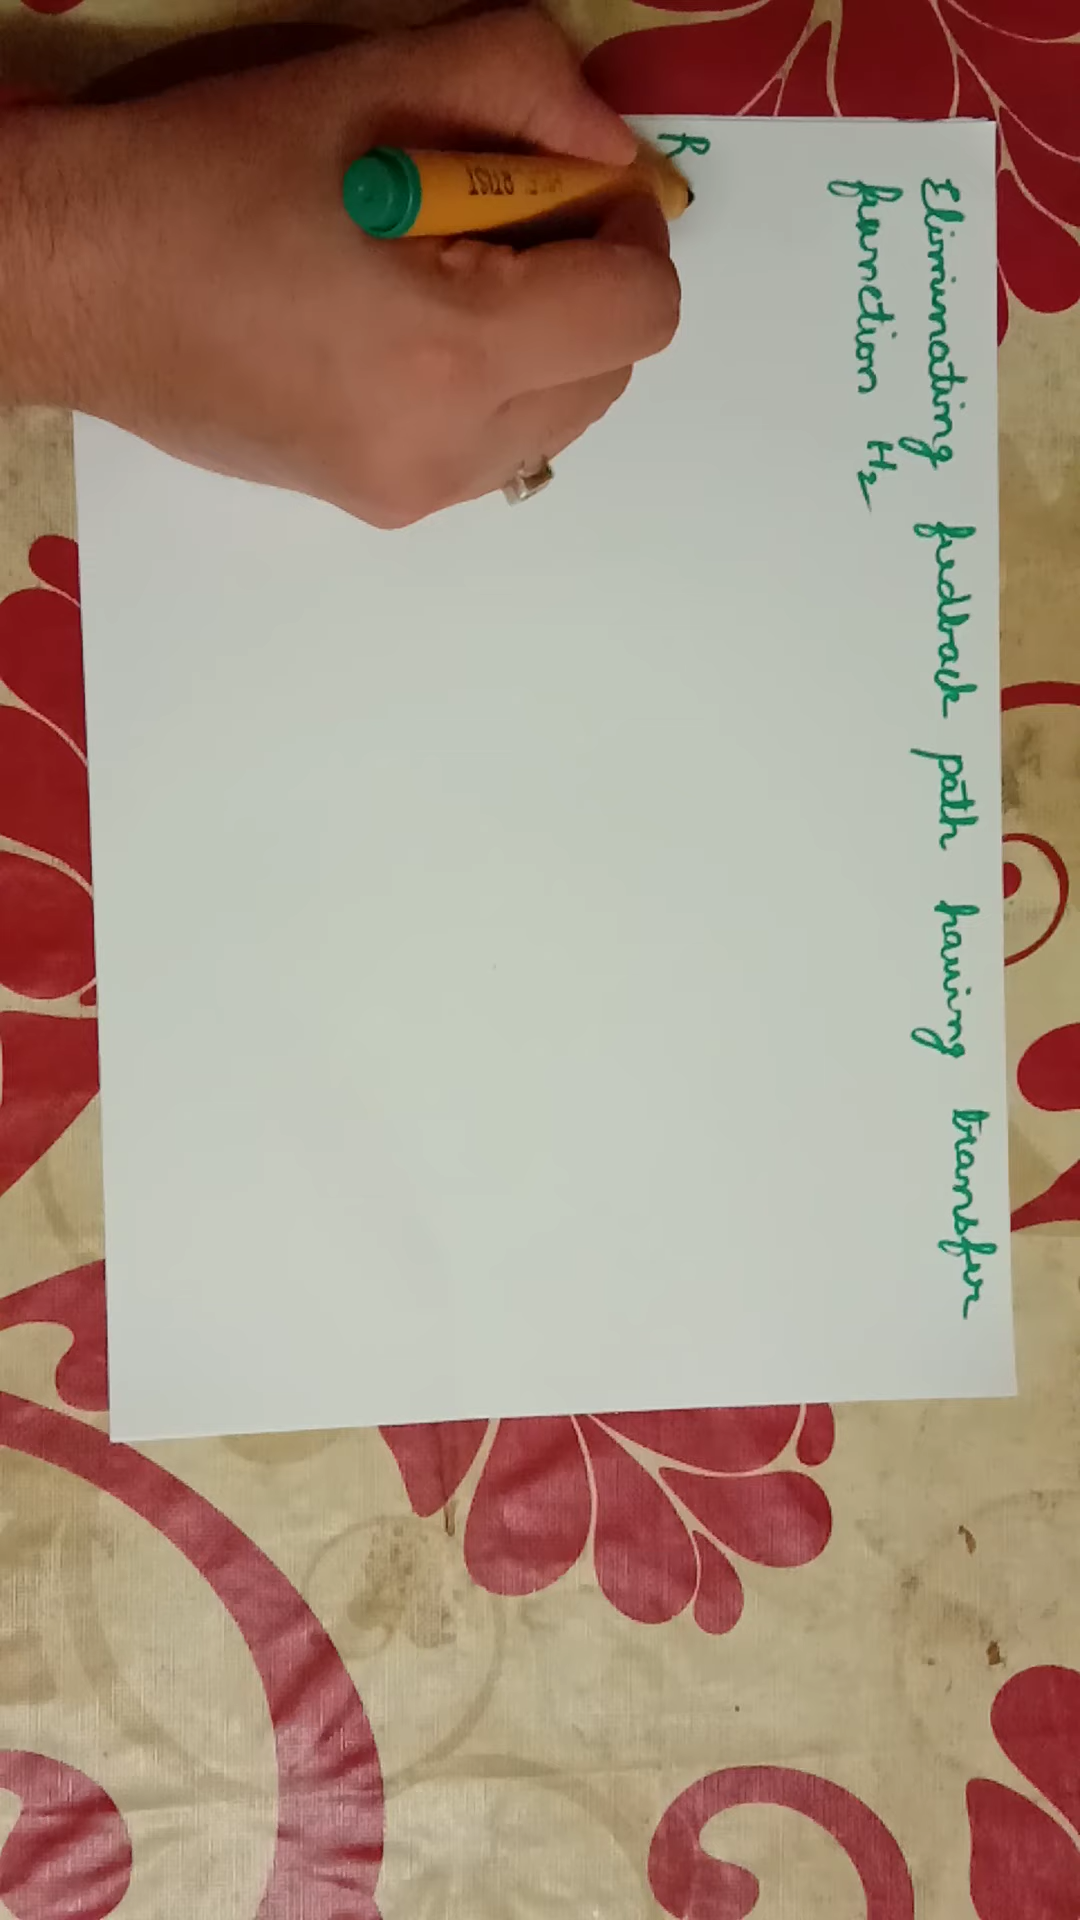 Eliminating feedback path having transfer
function H₂
R